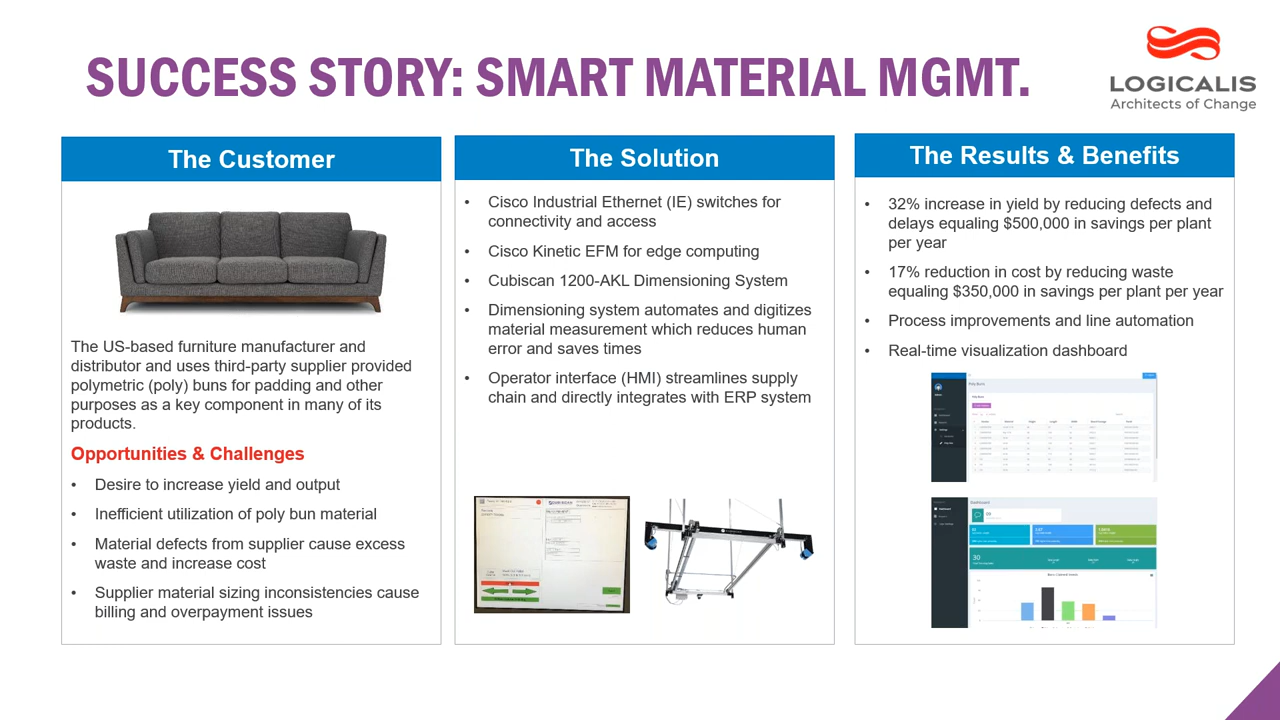 SUCCESS STORY: SMART MATERIAL MGMT.
LOGICALIS
Architects of Change
The Customer
The US-based furniture manufacturer and
distributor and uses third-party supplier provided
polymetric (poly) buns for padding and other
purposes as a key component in many of its
products.
Opportunities & Challenges
• Desire to increase yield and output
• Inefficient utilization of poly bun material
• Material defects from supplier cause excess
waste and increase cost
• Supplier material sizing inconsistencies cause
billing and overpayment issues
The Solution
• Cisco Industrial Ethernet (IE) switches for
connectivity and access
• Cisco Kinetic EFM for edge computing
• Cubiscan 1200-AKL Dimensioning System
• Dimensioning system automates and digitizes
material measurement which reduces human
error and saves times
• Operator interface (HMI) streamlines supply
chain and directly integrates with ERP system
The Results & Benefits
• 32% increase in yield by reducing defects and
delays equaling $500,000 in savings per plant
per year
• 17% reduction in cost by reducing waste
equaling $350,000 in savings per plant per year
• Process improvements and line automation
• Real-time visualization dashboard
Dashboard
30